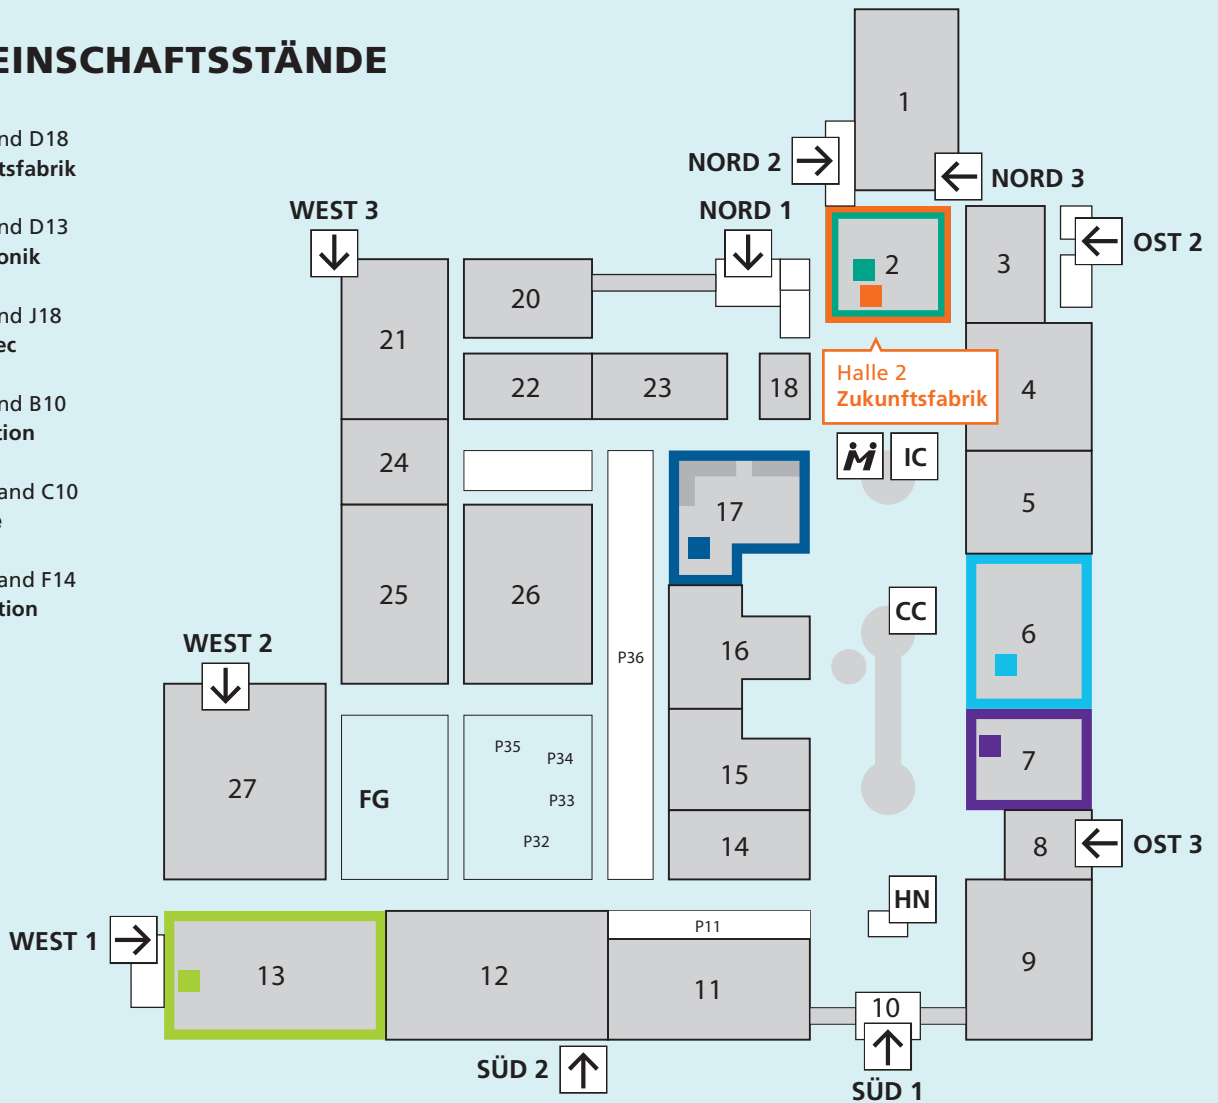 EINSCHAFTSSTÄNDE
nd D18
tsfabrik
nd D13
onik
nd J18
ec
nd B10
tion
and C10
e
and F14
tion
1
NORD 2
NORD 3
WEST 3
NORD 1
OST 2
2
3
20
21
22
23
18
Halle 2
Zukunftsfabrik
4
24
IC
17
5
25
26
CC
6
WEST 2
P36
16
P35
P34
7
15
27
FG
P33
P32
14
8
OST 3
HN
P11
WEST 1
13
12
11
9
10
SÜD 2
SÜD 1